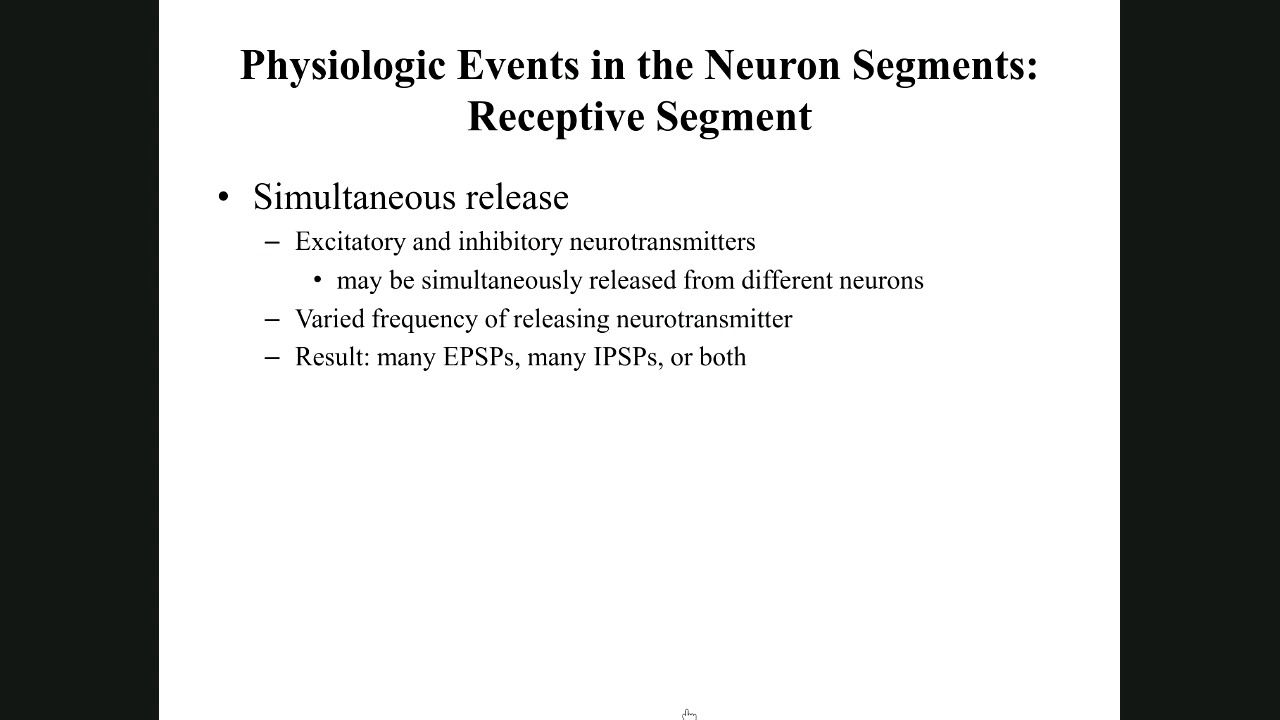 Physiologic Events in the Neuron Segments:
Receptive Segment
• Simultaneous release
– Excitatory and inhibitory neurotransmitters
• may be simultaneously released from different neurons
– Varied frequency of releasing neurotransmitter
– Result: many EPSPs, many IPSPs, or both